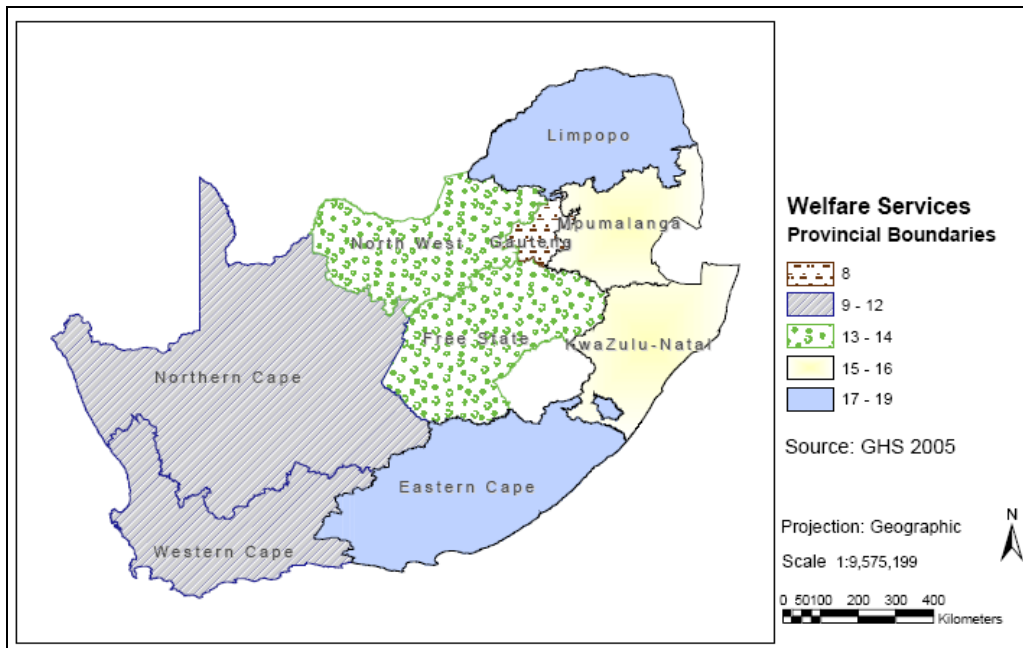 Limpopo
Mpumalanga
North West
Gauteng
Free State
KwaZulu-Natal
Northern Cape
Eastern Cape
Western Cape
Welfare Services
Provincial Boundaries
8
9 - 12
13 - 14
15 - 16
17 - 19
Source: GHS 2005
Projection: Geographic
N
Scale 1:9,575,199
0 50100 200 300 400
Kilometers